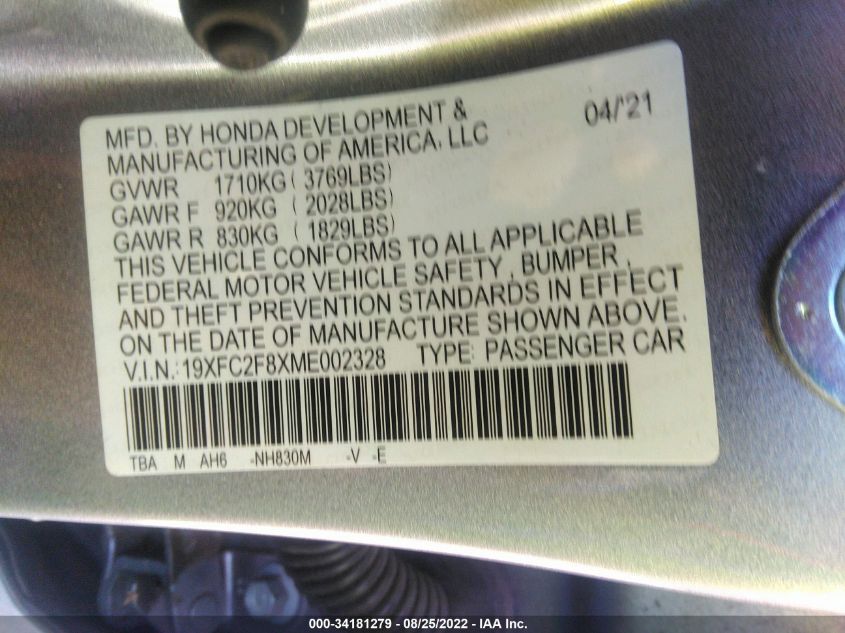 MFD. BY HONDA DEVELOPMENT & 04/'21
MANUFACTURING OF AMERICA, LLC
GVWR 1710KG ( 3769LBS)
GAWR F 920KG ( 2028LBS)
GAWR R 830KG ( 1829LBS)
THIS VEHICLE CONFORMS TO ALL APPLICABLE
FEDERAL MOTOR VEHICLE SAFETY , BUMPER ,
AND THEFT PREVENTION STANDARDS IN EFFECT
ON THE DATE OF MANUFACTURE SHOWN ABOVE.
V.I.N.: 19XFC2F8XME002328 TYPE: PASSENGER CAR
TBA M AH6 -NH830M -V -E
000-34181279 - 08/25/2022 - IAA Inc.